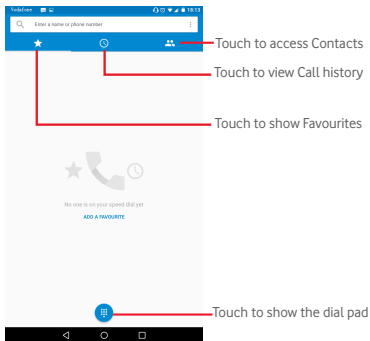 Vodafone 18:13
Enter a name or phone number
Touch to access Contacts
Touch to view Call history
Touch to show Favourites
No one is on your speed dial yet
ADD A FAVOURITE
Touch to show the dial pad